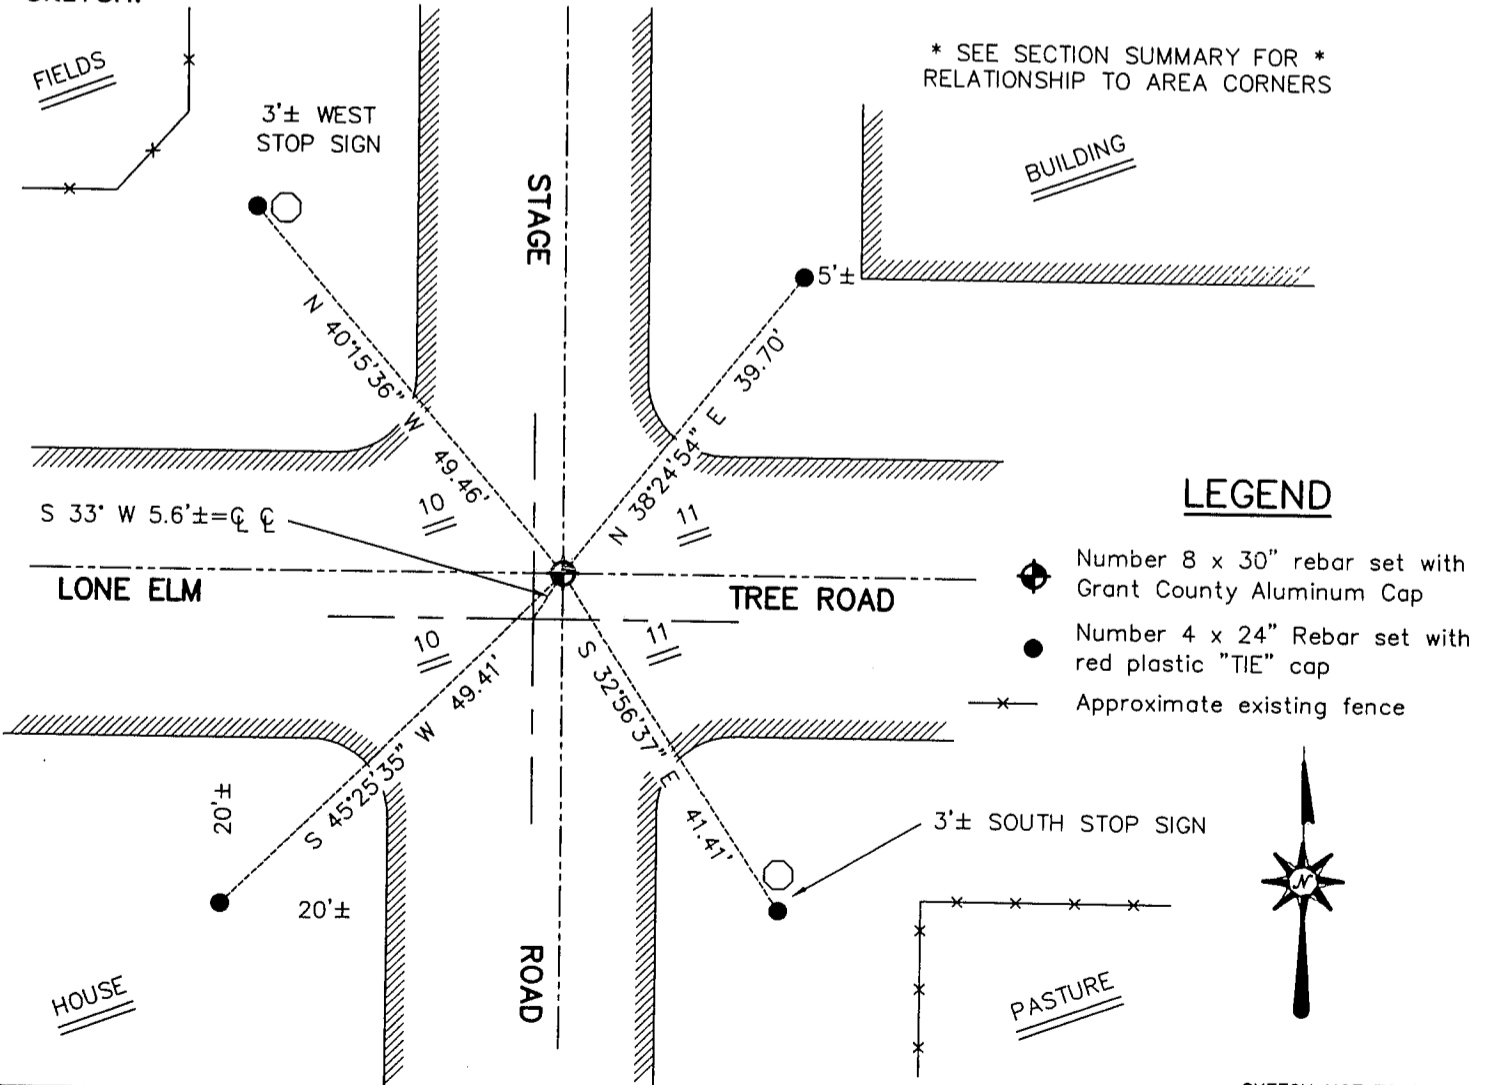 FIELDS
3'± WEST
STOP SIGN
* SEE SECTION SUMMARY FOR *
RELATIONSHIP TO AREA CORNERS
BUILDING
STAGE
5'±
N 40°15'36" W 49.46'
N 38°24'54" E 39.70'
10
11
S 33° W 5.6'±=℄ ℄
LONE ELM
TREE ROAD
LEGEND
Number 8 x 30" rebar set with
Grant County Aluminum Cap
Number 4 x 24" Rebar set with
red plastic "TIE" cap
Approximate existing fence
10
11
S 45°25'35" W 49.41'
S 32°56'37" E 41.41'
20'±
20'±
3'± SOUTH STOP SIGN
N
ROAD
HOUSE
PASTURE